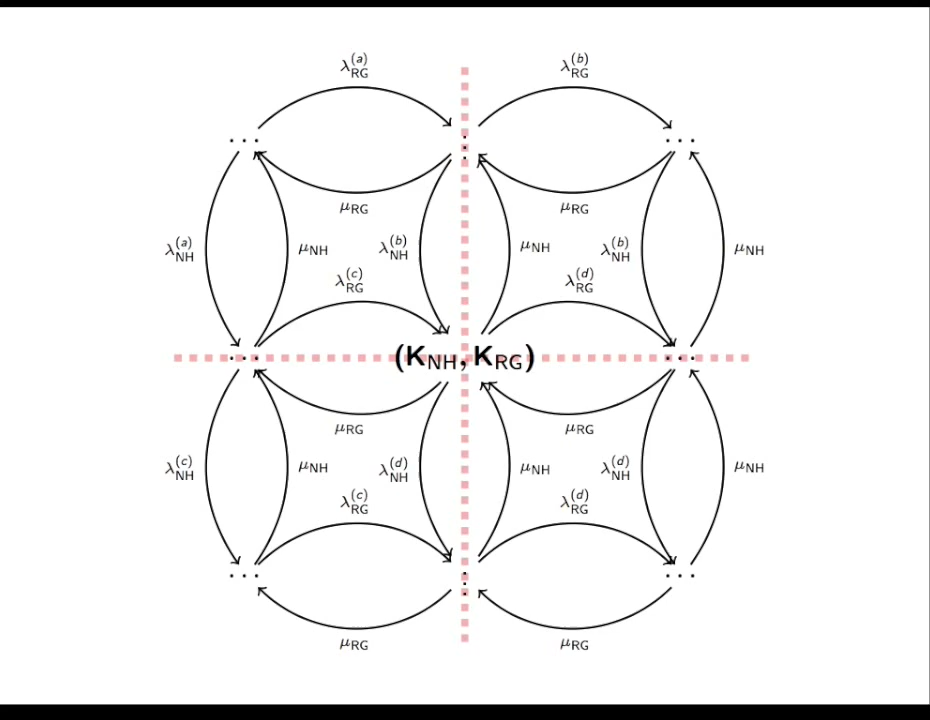 λ_RG^(a) λ_RG^(b)
··· ⋮ ···
μ_RG μ_RG
λ_NH^(a) μ_NH λ_NH^(b) μ_NH λ_NH^(b) μ_NH
λ_RG^(c) λ_RG^(d)
··· (K_NH, K_RG) ···
μ_RG μ_RG
λ_NH^(c) μ_NH λ_NH^(d) μ_NH λ_NH^(d) μ_NH
λ_RG^(c) λ_RG^(d)
··· ⋮ ···
μ_RG μ_RG